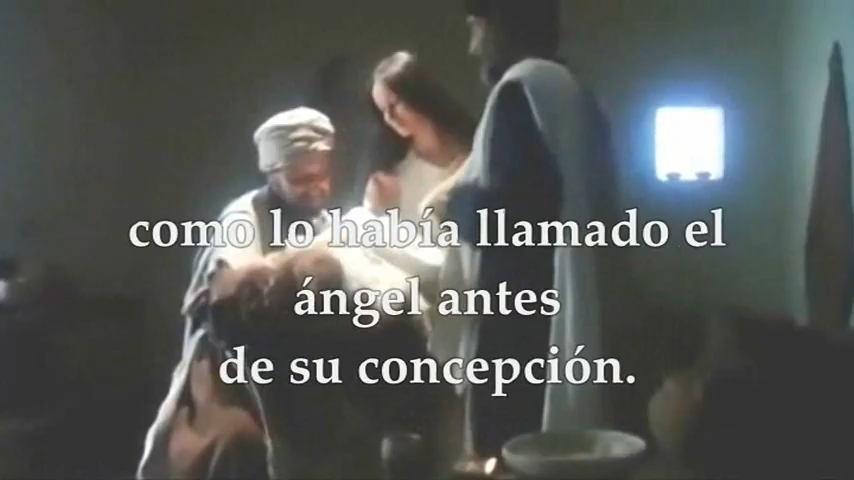 como lo había llamado el
ángel antes
de su concepción.